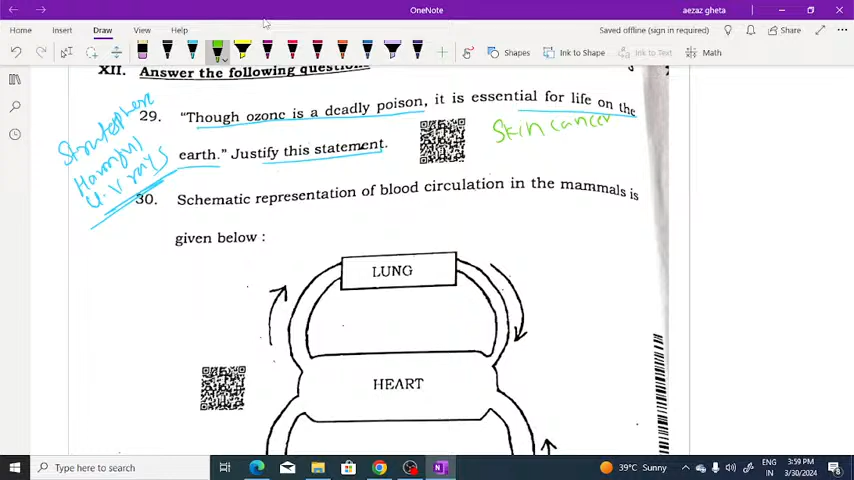 OneNote
aezaz gheta
Home Insert Draw View Help
Saved offline (sign in required)
Share
Shapes Ink to Shape Ink to Text Math
XII. Answer the following questions
29. "Though ozone is a deadly poison, it is essential for life on the
Skin cancer
Stratosphere
Harmful
U.V rays
earth." Justify this statement.
30. Schematic representation of blood circulation in the mammals is
given below :
LUNG
HEART
Type here to search
39°C Sunny
ENG
IN
3:59 PM
3/30/2024